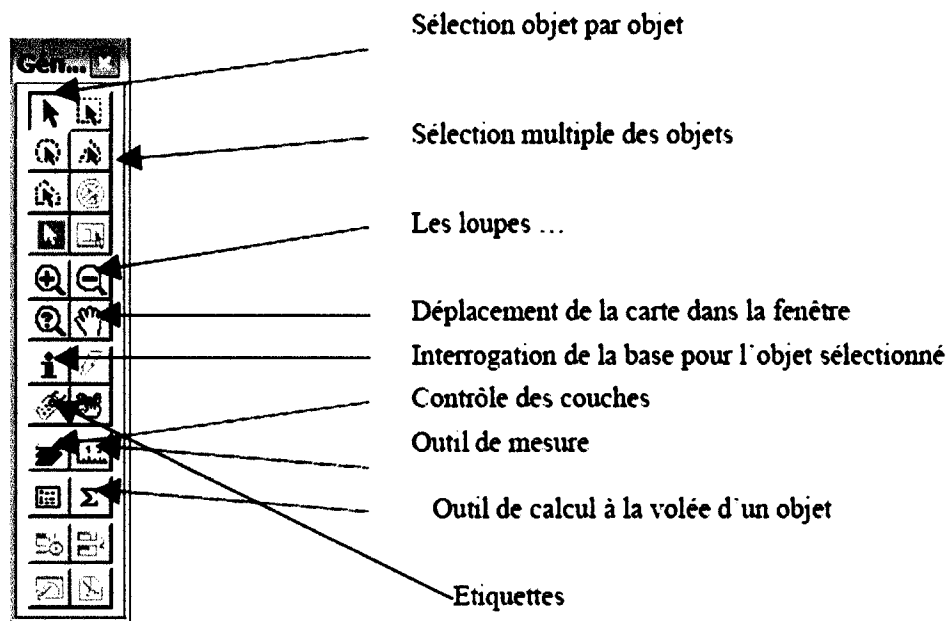 Sélection objet par objet
Gén...
Sélection multiple des objets
Les loupes ...
Déplacement de la carte dans la fenêtre
Interrogation de la base pour l'objet sélectionné
Contrôle des couches
Outil de mesure
Outil de calcul à la volée d'un objet
Etiquettes